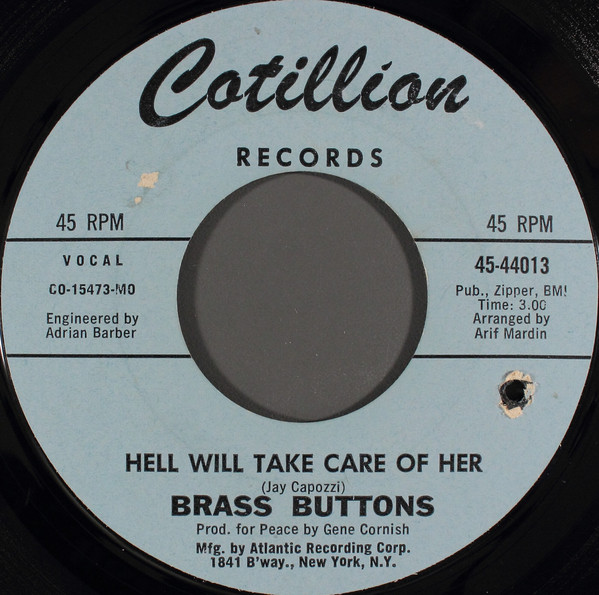 Cotillion
RECORDS
45 RPM
45 RPM
VOCAL
CO-15473-MO
Engineered by
Adrian Barber
45-44013
Pub., Zipper, BMI
Time: 3.00
Arranged by
Arif Mardin
HELL WILL TAKE CARE OF HER
(Jay Capozzi)
BRASS BUTTONS
Prod. for Peace by Gene Cornish
Mfg. by Atlantic Recording Corp.
1841 B'way., New York, N.Y.